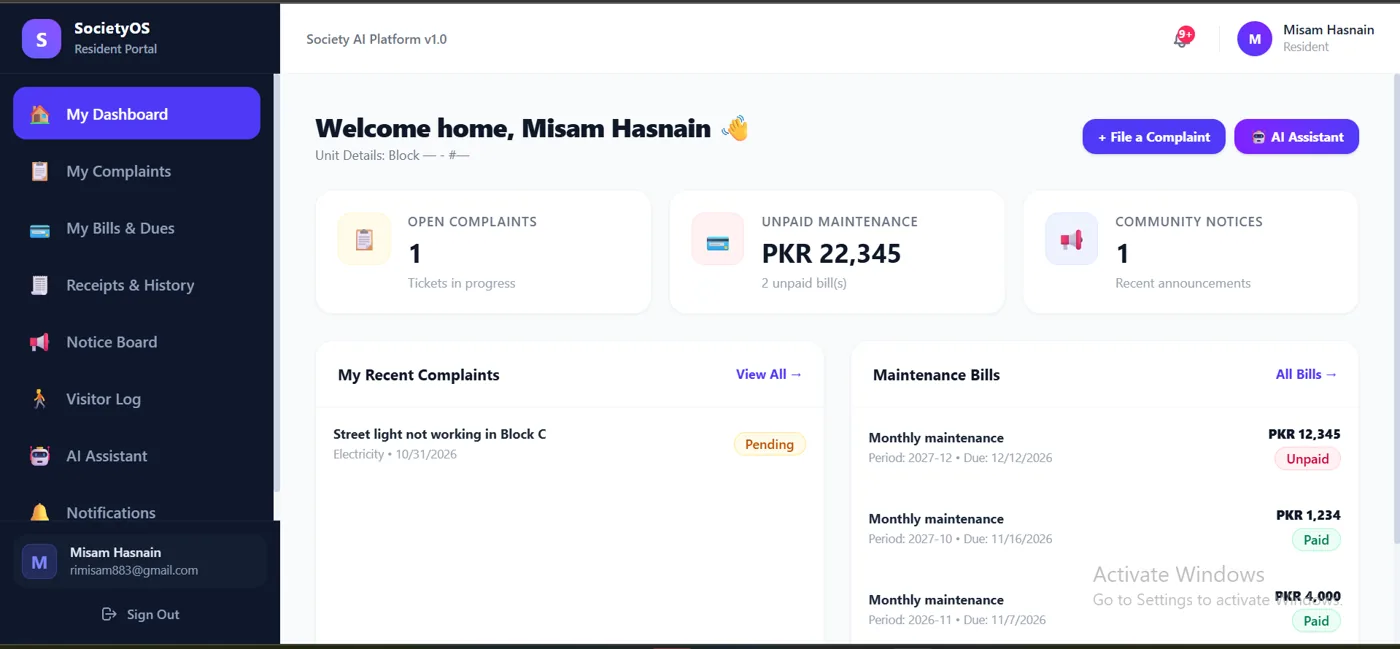 SocietyOS
Resident Portal
S
Society AI Platform v1.0
9+
M
Misam Hasnain
Resident
My Dashboard
My Complaints
My Bills & Dues
Receipts & History
Notice Board
Visitor Log
AI Assistant
Notifications
M
Misam Hasnain
rimisam883@gmail.com
Sign Out
Welcome home, Misam Hasnain
Unit Details: Block — - #—
+ File a Complaint
AI Assistant
OPEN COMPLAINTS
1
Tickets in progress
UNPAID MAINTENANCE
PKR 22,345
2 unpaid bill(s)
COMMUNITY NOTICES
1
Recent announcements
My Recent Complaints
View All →
Street light not working in Block C
Electricity • 10/31/2026
Pending
Maintenance Bills
All Bills →
Monthly maintenance
PKR 12,345
Period: 2027-12 • Due: 12/12/2026
Unpaid
Monthly maintenance
PKR 1,234
Period: 2027-10 • Due: 11/16/2026
Paid
Monthly maintenance
PKR 4,000
Period: 2026-11 • Due: 11/7/2026
Paid
Activate Windows
Go to Settings to activate Windows.